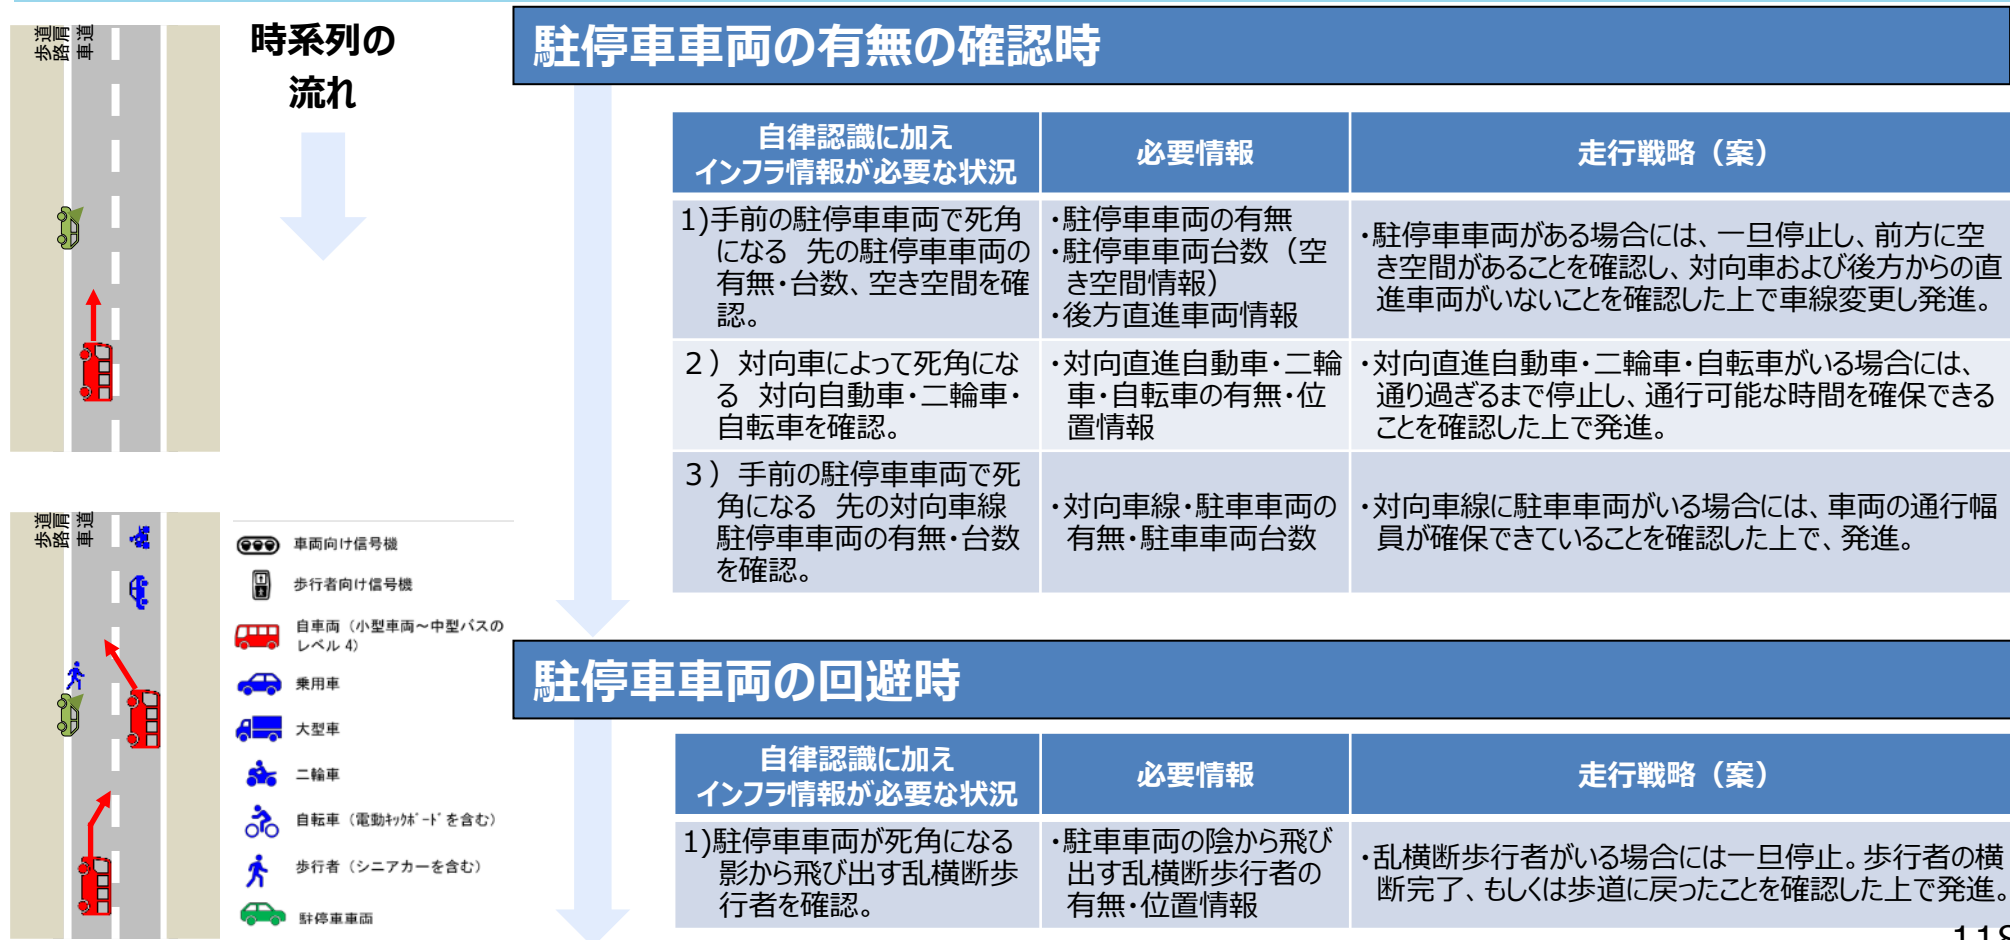 歩道
路肩
車道
時系列の
流れ
駐停車車両の有無の確認時
自律認識に加え
インフラ情報が必要な状況
必要情報
走行戦略（案）
1)手前の駐停車車両で死角
になる 先の駐停車車両の
有無・台数、空き空間を確
認。
・駐停車車両の有無
・駐停車車両台数（空
き空間情報）
・後方直進車両情報
・駐停車車両がある場合には、一旦停止し、前方に空
き空間があることを確認し、対向車および後方からの直
進車両がいないことを確認した上で車線変更し発進。
２）対向車によって死角にな
る 対向自動車・二輪車・
自転車を確認。
・対向直進自動車・二輪
車・自転車の有無・位
置情報
・対向直進自動車・二輪車・自転車がいる場合には、
通り過ぎるまで停止し、通行可能な時間を確保できる
ことを確認した上で発進。
３）手前の駐停車車両で死
角になる 先の対向車線
駐停車車両の有無・台数
を確認。
・対向車線・駐車車両の
有無・駐車車両台数
・対向車線に駐車車両がいる場合には、車両の通行幅
員が確保できていることを確認した上で、発進。
歩道
路肩
車道
車両向け信号機
歩行者向け信号機
自車両（小型車両～中型バスの
レベル 4）
乗用車
大型車
二輪車
自転車（電動ｷｯｸﾎﾞｰﾄﾞを含む）
歩行者（シニアカーを含む）
駐停車車両
駐停車車両の回避時
自律認識に加え
インフラ情報が必要な状況
必要情報
走行戦略（案）
1)駐停車車両が死角になる
影から飛び出す乱横断歩
行者を確認。
・駐車車両の陰から飛び
出す乱横断歩行者の
有無・位置情報
・乱横断歩行者がいる場合には一旦停止。歩行者の横
断完了、もしくは歩道に戻ったことを確認した上で発進。